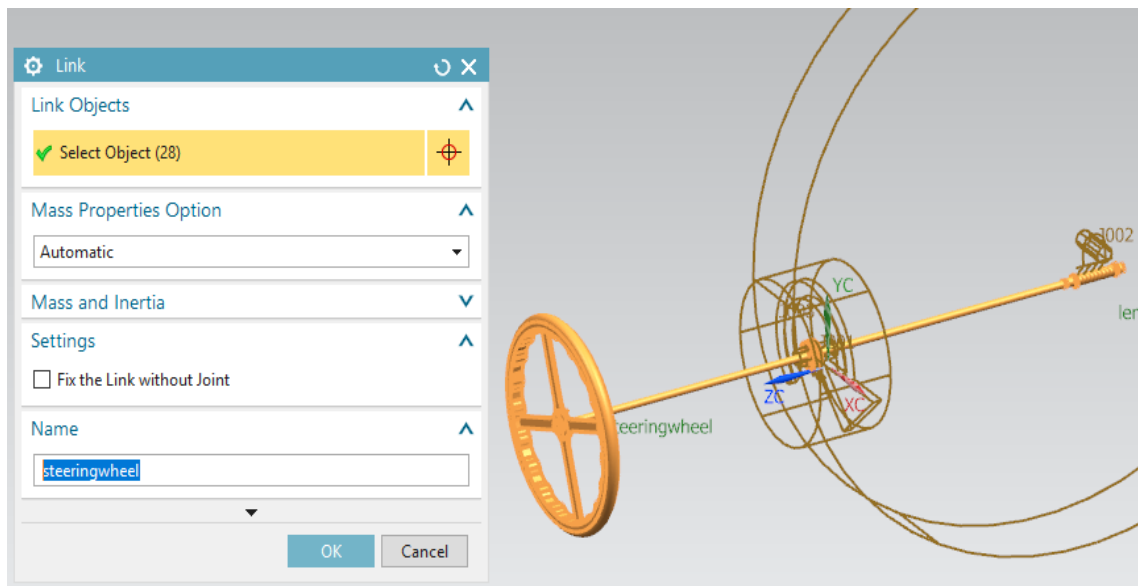 Link
Link Objects
Select Object (28)
Mass Properties Option
Automatic
Mass and Inertia
Settings
Fix the Link without Joint
Name
steeringwheel
OK
Cancel
J002
YC
ZC
XC
teeringwheel
ler